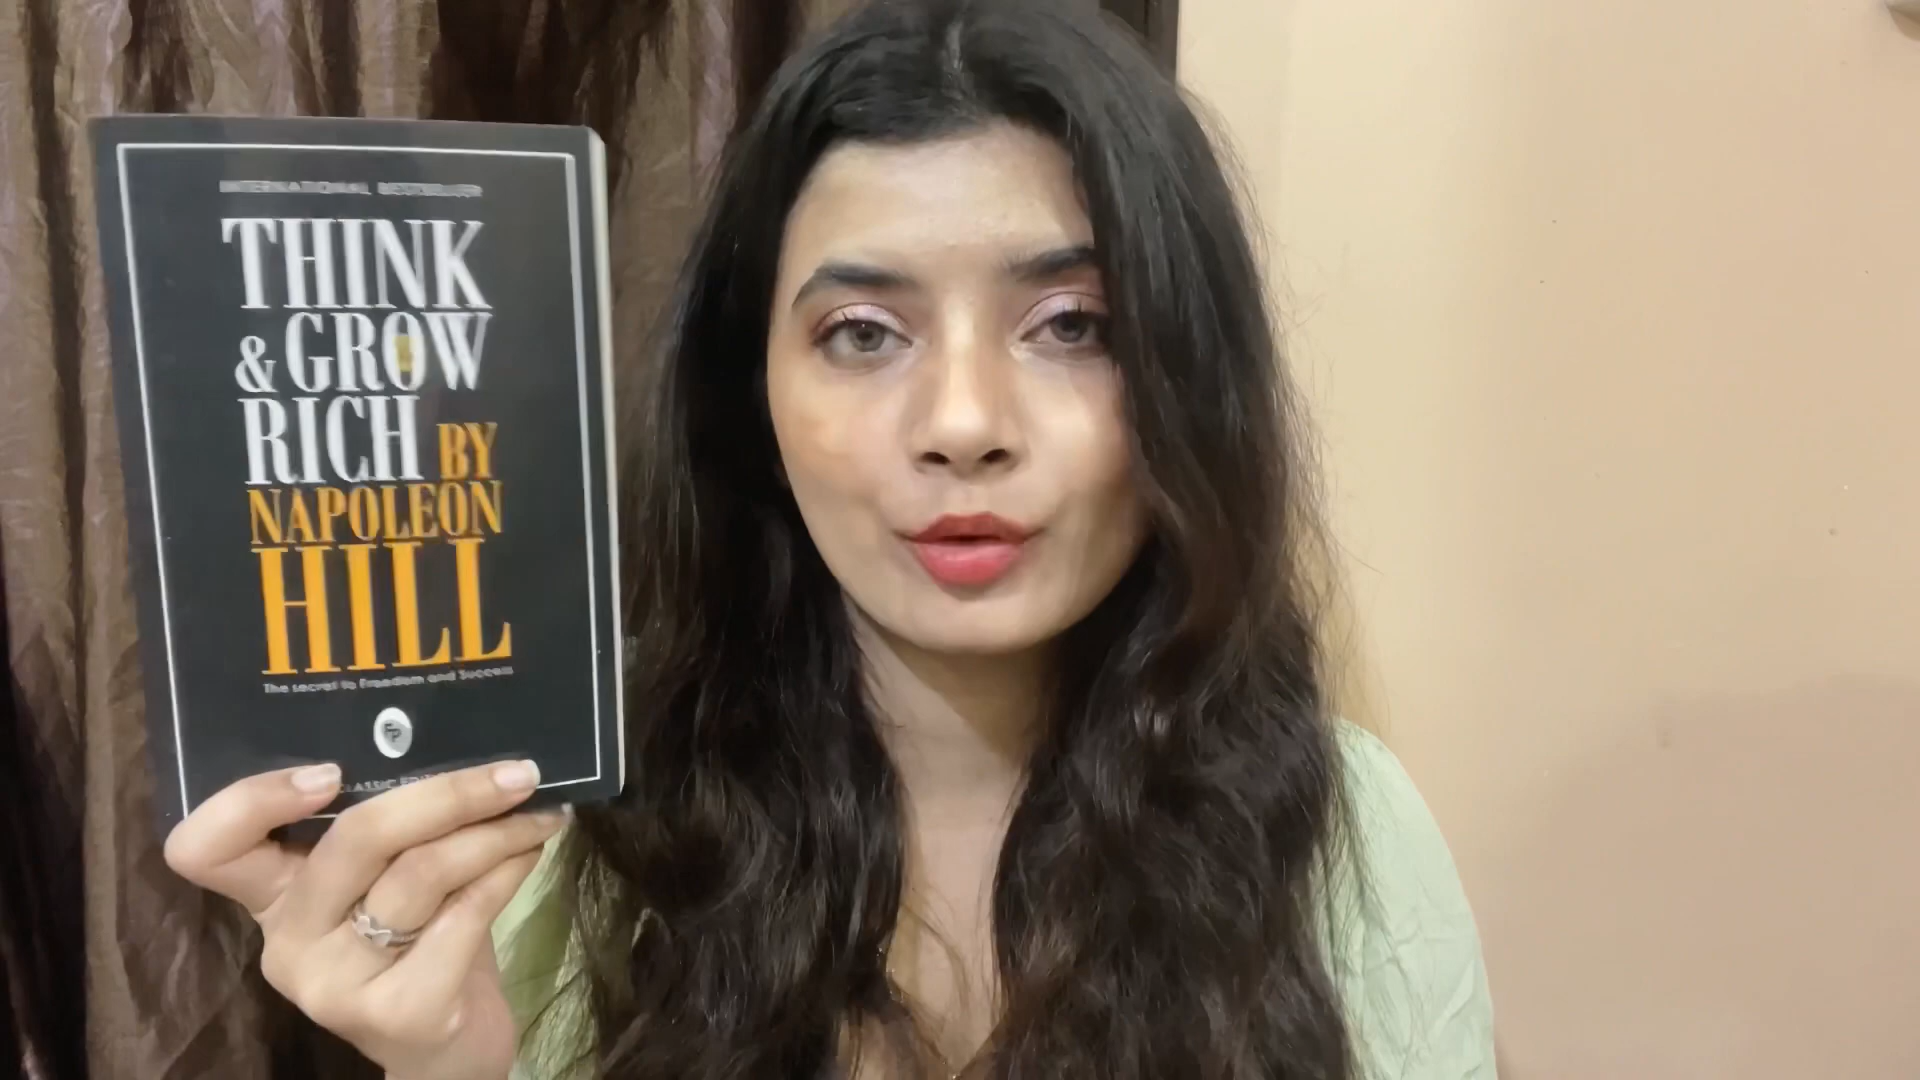 INTERNATIONAL BESTSELLER
THINK
& GROW
RICH BY
NAPOLEON
HILL
The secret to Freedom and Success
FP
CLASSIC